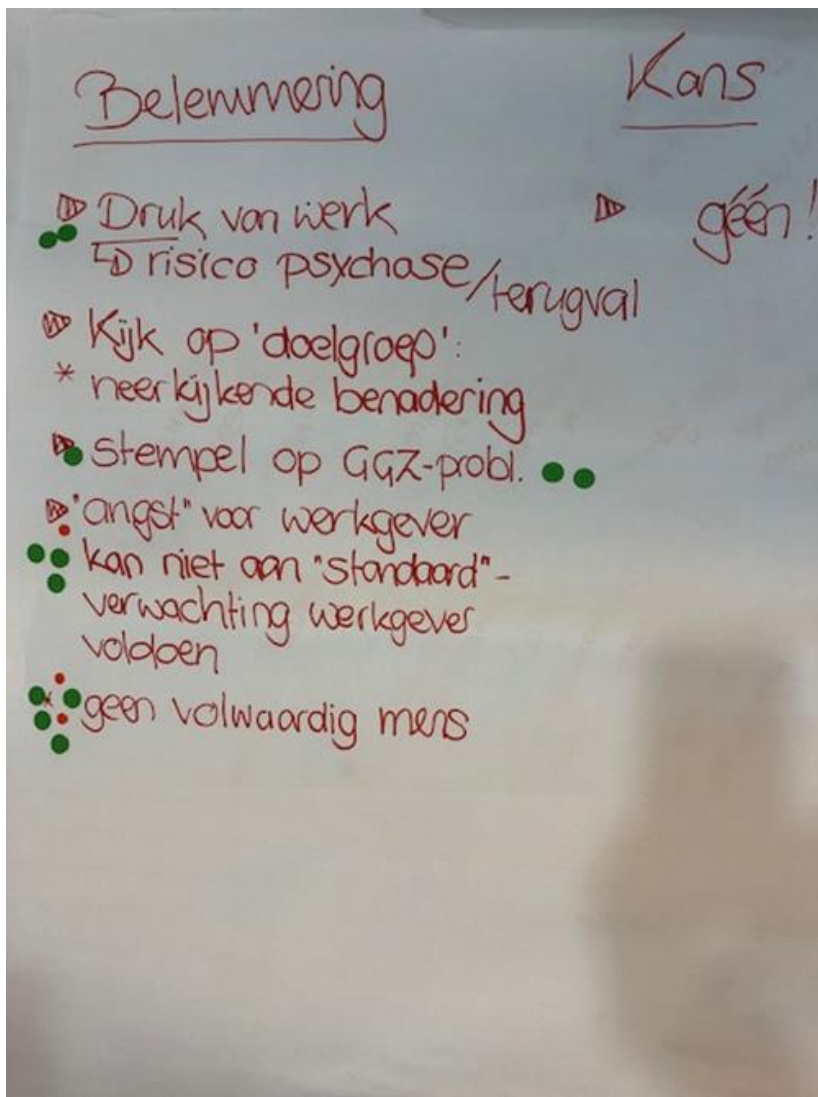 Belemmering
Kans
Druk van werk
↳ risico psychose/terugval
Kijk op 'doelgroep':
* neerkijkende benadering
stempel op GGZ-probl.
"angst" voor werkgever
kan niet aan "standaard"-
verwachting werkgever
voldoen
* geen volwaardig mens
géén!